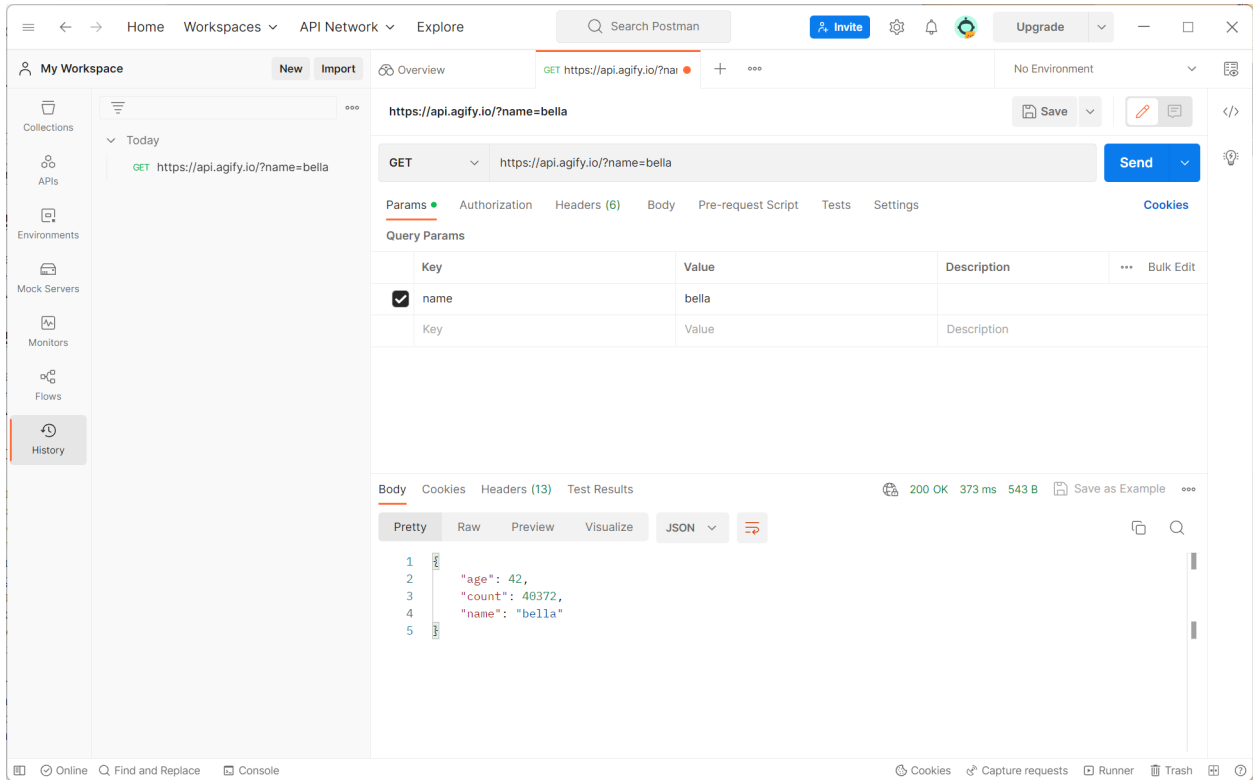 Home Workspaces API Network Explore Search Postman Invite Upgrade
My Workspace New Import Overview GET https://api.agify.io/?nar No Environment
Collections
APIs
Environments
Mock Servers
Monitors
Flows
History
Today
GET https://api.agify.io/?name=bella
https://api.agify.io/?name=bella Save
GET https://api.agify.io/?name=bella Send
Params Authorization Headers (6) Body Pre-request Script Tests Settings Cookies
Query Params
Key Value Description Bulk Edit
name bella
Key Value Description
Body Cookies Headers (13) Test Results 200 OK 373 ms 543 B Save as Example
Pretty Raw Preview Visualize JSON
1 {
2 "age": 42,
3 "count": 40372,
4 "name": "bella"
5 }
Online Find and Replace Console Cookies Capture requests Runner Trash